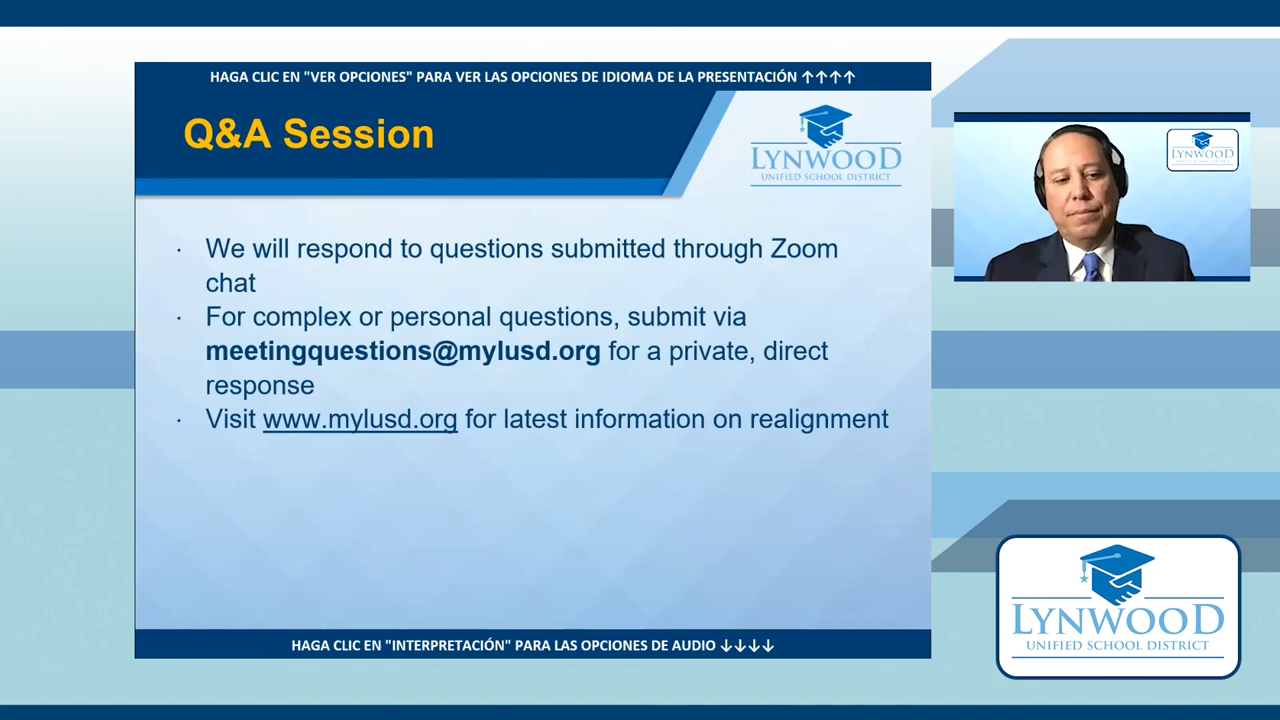 HAGA CLIC EN "VER OPCIONES" PARA VER LAS OPCIONES DE IDIOMA DE LA PRESENTACIÓN ↑↑↑↑
Q&A Session
LYNWOOD
UNIFIED SCHOOL DISTRICT
LYNWOOD
· We will respond to questions submitted through Zoom
chat
· For complex or personal questions, submit via
meetingquestions@mylusd.org for a private, direct
response
· Visit www.mylusd.org for latest information on realignment
HAGA CLIC EN "INTERPRETACIÓN" PARA LAS OPCIONES DE AUDIO ↓↓↓↓
LYNWOOD
UNIFIED SCHOOL DISTRICT